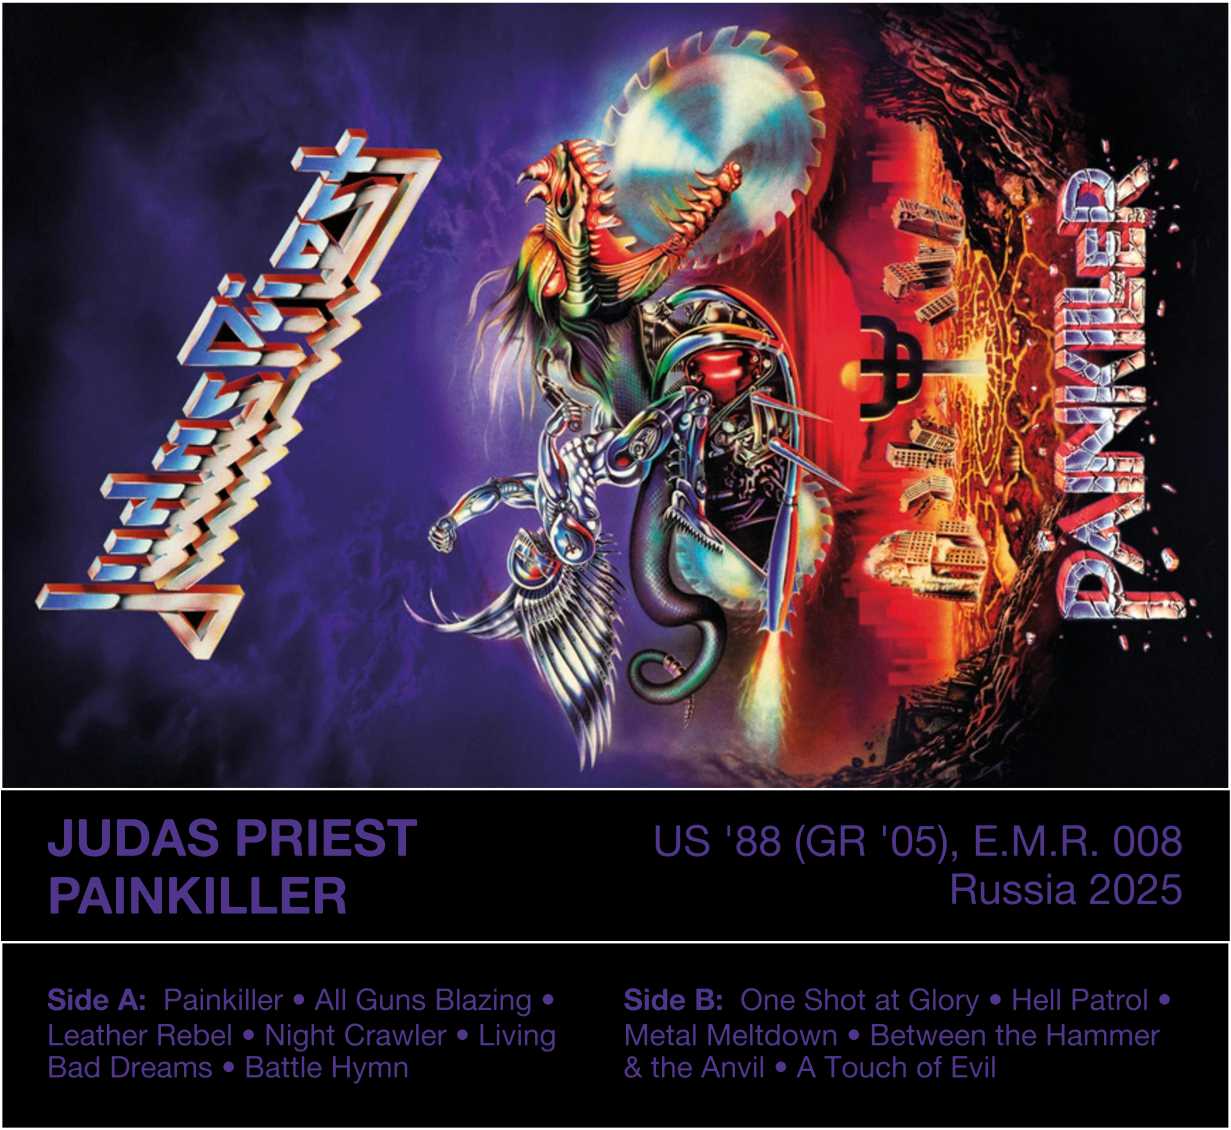 JUDAS PRIEST
PAINKILLER
JUDAS PRIEST
PAINKILLER
US '88 (GR '05), E.M.R. 008
Russia 2025
Side A: Painkiller • All Guns Blazing •
Leather Rebel • Night Crawler • Living
Bad Dreams • Battle Hymn
Side B: One Shot at Glory • Hell Patrol •
Metal Meltdown • Between the Hammer
& the Anvil • A Touch of Evil